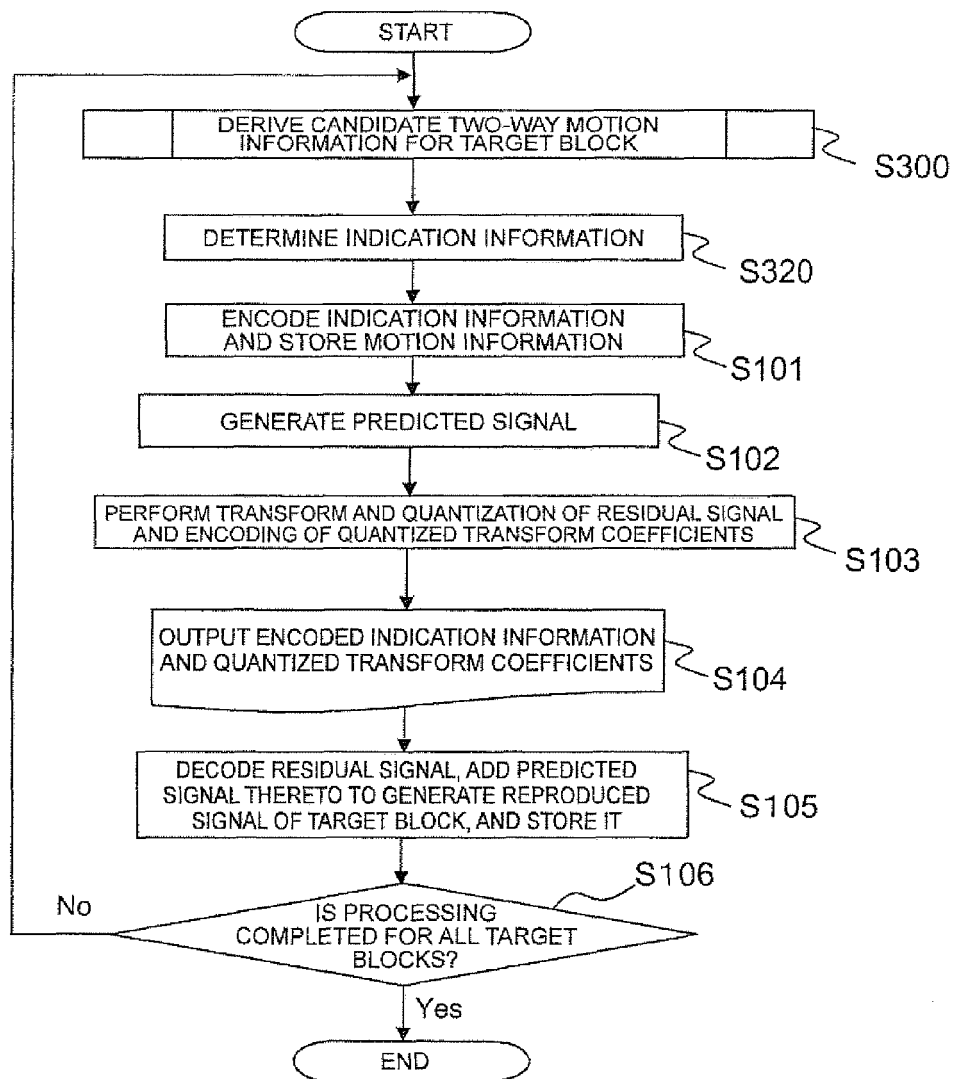 START
DERIVE CANDIDATE TWO-WAY MOTION
INFORMATION FOR TARGET BLOCK
S300
DETERMINE INDICATION INFORMATION
S320
ENCODE INDICATION INFORMATION
AND STORE MOTION INFORMATION
S101
GENERATE PREDICTED SIGNAL
S102
PERFORM TRANSFORM AND QUANTIZATION OF RESIDUAL SIGNAL
AND ENCODING OF QUANTIZED TRANSFORM COEFFICIENTS
S103
OUTPUT ENCODED INDICATION INFORMATION
AND QUANTIZED TRANSFORM COEFFICIENTS
S104
DECODE RESIDUAL SIGNAL, ADD PREDICTED
SIGNAL THERETO TO GENERATE REPRODUCED
SIGNAL OF TARGET BLOCK, AND STORE IT
S105
S106
No
IS PROCESSING
COMPLETED FOR ALL TARGET
BLOCKS?
Yes
END